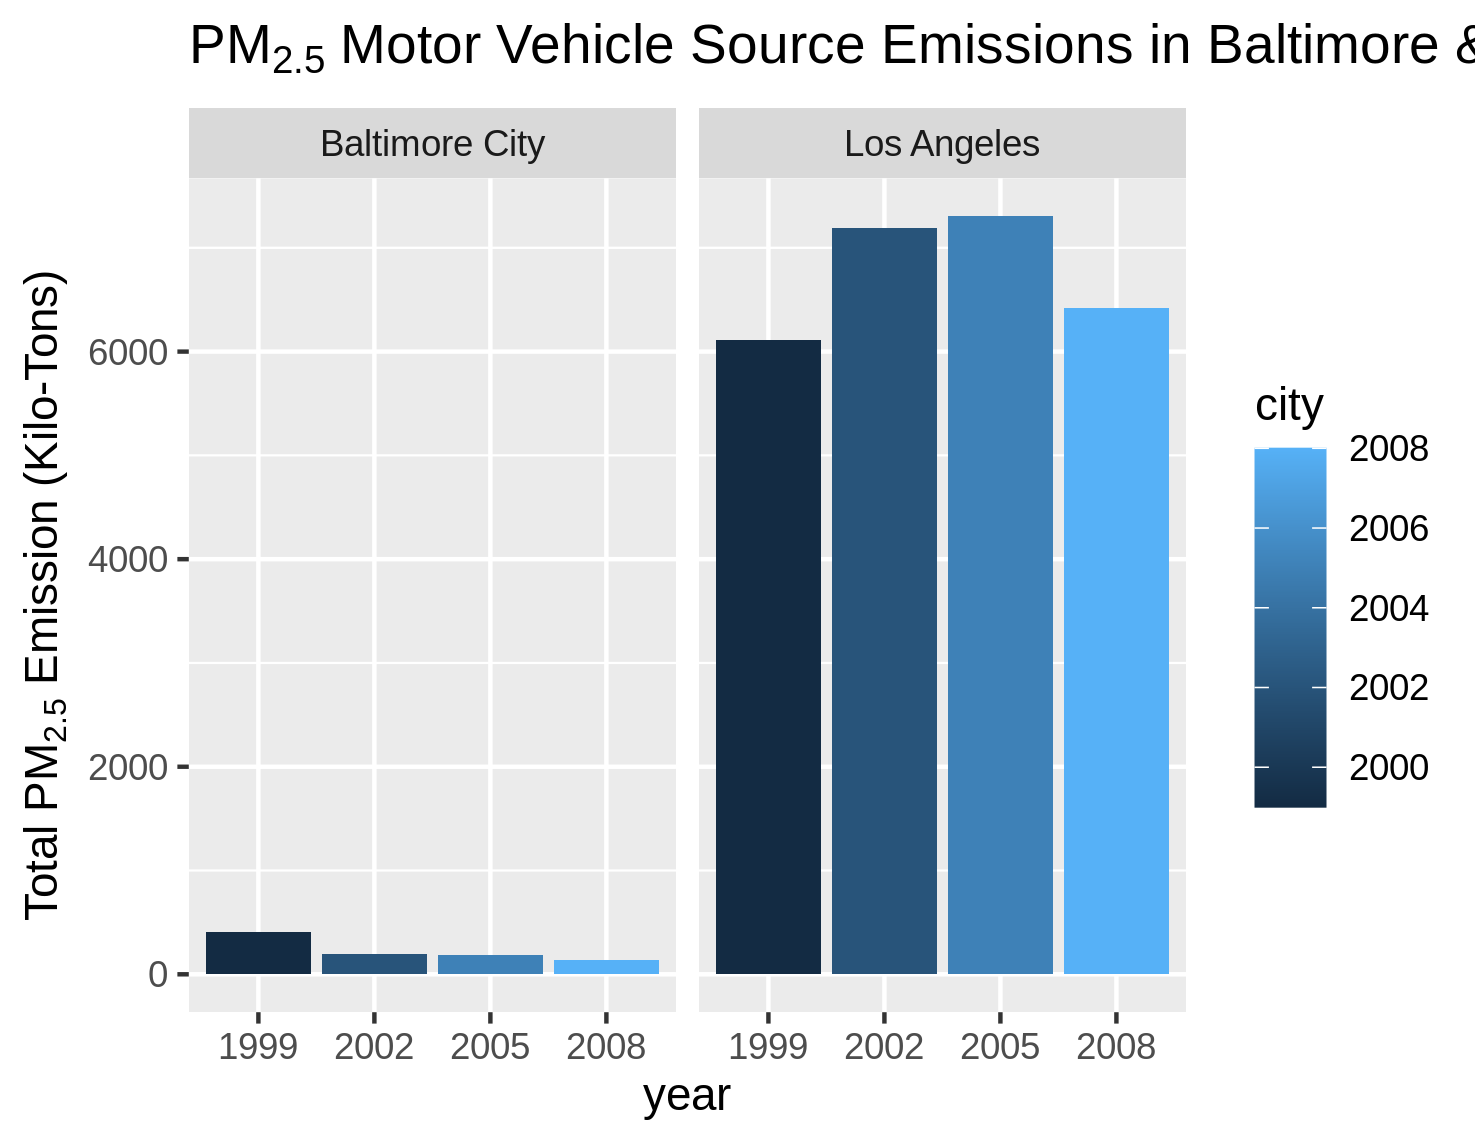 PM2.5 Motor Vehicle Source Emissions in Baltimore &
Baltimore City
Los Angeles
Total PM2.5 Emission (Kilo-Tons)
6000
4000
2000
0
1999 2002 2005 2008
1999 2002 2005 2008
year
city
2008
2006
2004
2002
2000